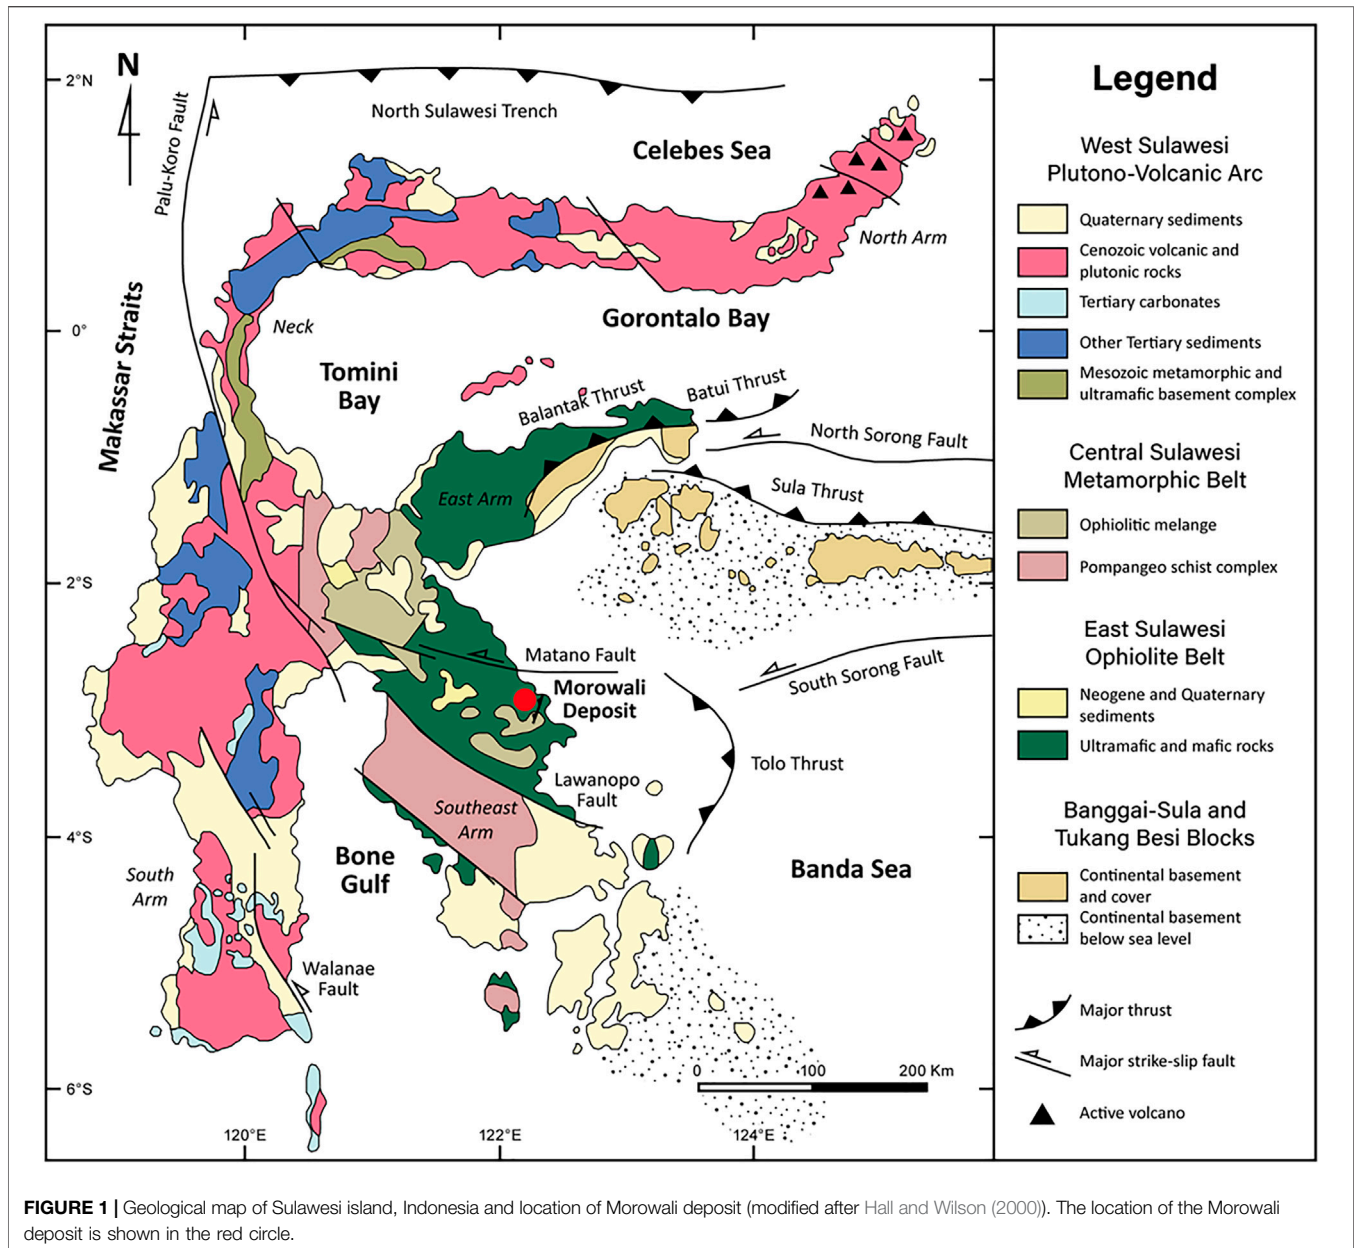 N
2°N
0°
2°S
4°S
6°S
120°E
122°E
124°E
Palu-Koro Fault
North Sulawesi Trench
Celebes Sea
North Arm
Makassar Straits
Neck
Gorontalo Bay
Tomini
Bay
Balantak Thrust
Batui Thrust
North Sorong Fault
East Arm
Sula Thrust
Matano Fault
South Sorong Fault
Morowali
Deposit
Tolo Thrust
Lawanopo
Fault
Southeast
Arm
Bone
Gulf
Banda Sea
South
Arm
Walanae
Fault
0 100 200 Km
Legend
West Sulawesi
Plutono-Volcanic Arc
Quaternary sediments
Cenozoic volcanic and
plutonic rocks
Tertiary carbonates
Other Tertiary sediments
Mesozoic metamorphic and
ultramafic basement complex
Central Sulawesi
Metamorphic Belt
Ophiolitic melange
Pompangeo schist complex
East Sulawesi
Ophiolite Belt
Neogene and Quaternary
sediments
Ultramafic and mafic rocks
Banggai-Sula and
Tukang Besi Blocks
Continental basement
and cover
Continental basement
below sea level
Major thrust
Major strike-slip fault
Active volcano
FIGURE 1 | Geological map of Sulawesi island, Indonesia and location of Morowali deposit (modified after Hall and Wilson (2000)). The location of the Morowali
deposit is shown in the red circle.